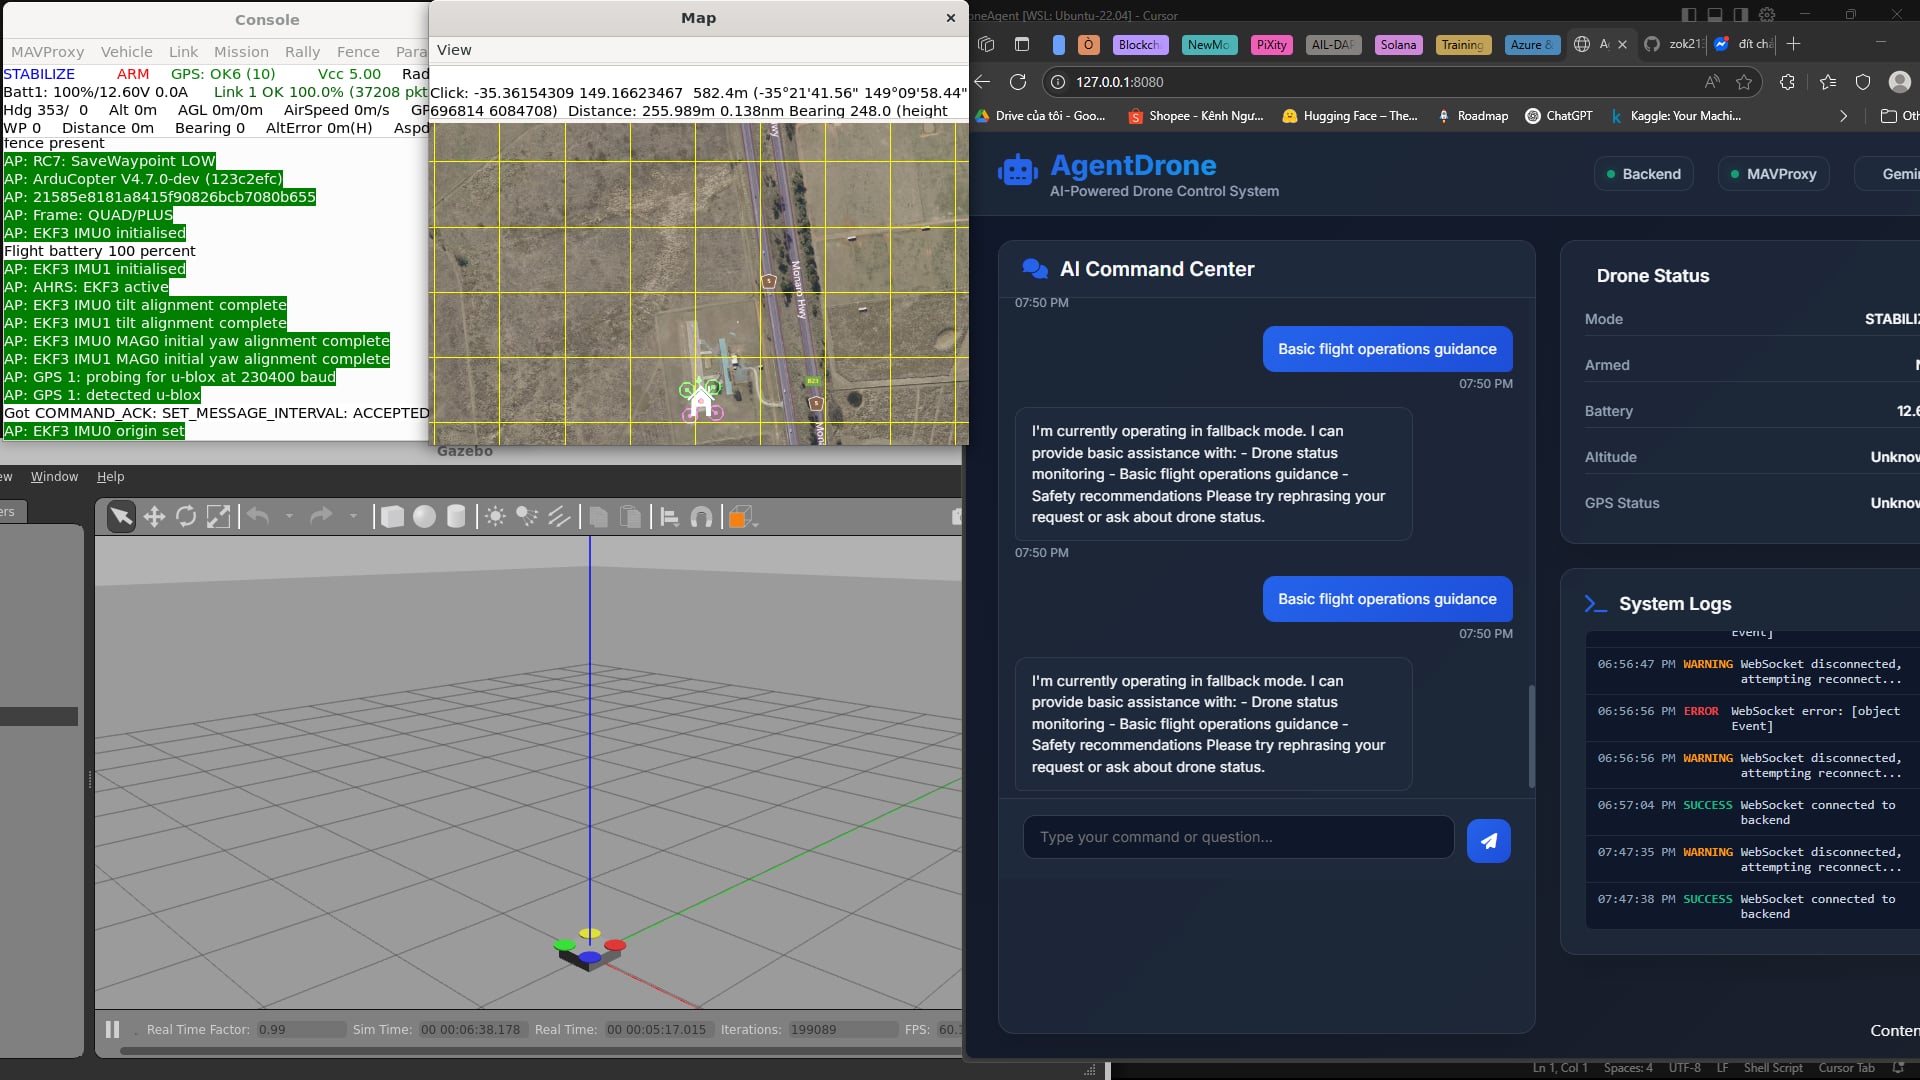 Console
MAVProxy Vehicle Link Mission Rally Fence Para
STABILIZE ARM GPS: OK6 (10) Vcc 5.00 Rad
Batt1: 100%/12.60V 0.0A Link 1 OK 100.0% (37208 pkt
Hdg 353/ 0 Alt 0m AGL 0m/0m AirSpeed 0m/s GP
WP 0 Distance 0m Bearing 0 AltError 0m(H) Aspd
fence present
AP: RC7: SaveWaypoint LOW
AP: ArduCopter V4.7.0-dev (123c2efc)
AP: 21585e8181a8415f90826bcb7080b655
AP: Frame: QUAD/PLUS
AP: EKF3 IMU0 initialised
Flight battery 100 percent
AP: EKF3 IMU1 initialised
AP: AHRS: EKF3 active
AP: EKF3 IMU0 tilt alignment complete
AP: EKF3 IMU1 tilt alignment complete
AP: EKF3 IMU0 MAG0 initial yaw alignment complete
AP: EKF3 IMU1 MAG0 initial yaw alignment complete
AP: GPS 1: probing for u-blox at 230400 baud
AP: GPS 1: detected u-blox
Got COMMAND_ACK: SET_MESSAGE_INTERVAL: ACCEPTED
AP: EKF3 IMU0 origin set
Map
View
Click: -35.36154309 149.16623467 582.4m (-35°21'41.56" 149°09'58.44"
696814 6084708) Distance: 255.989m 0.138nm Bearing 248.0 (height
Monaro Hwy
B23
Gazebo
ew Window Help
ers
Real Time Factor: 0.99 Sim Time: 00 00:06:38.178 Real Time: 00 00:05:17.015 Iterations: 199089 FPS: 60.
oneAgent [WSL: Ubuntu-22.04] - Cursor
Blockch NewMo PiXity AIL-DAP Solana Training Azure & A zok21 đít chả
127.0.0.1:8080
Drive của tôi - Goo... Shopee - Kênh Ngư... Hugging Face – The... Roadmap ChatGPT Kaggle: Your Machi... Oth
AgentDrone
AI-Powered Drone Control System
Backend MAVProxy Gemin
AI Command Center
07:50 PM
Basic flight operations guidance
07:50 PM
I'm currently operating in fallback mode. I can
provide basic assistance with: - Drone status
monitoring - Basic flight operations guidance -
Safety recommendations Please try rephrasing your
request or ask about drone status.
07:50 PM
Basic flight operations guidance
07:50 PM
I'm currently operating in fallback mode. I can
provide basic assistance with: - Drone status
monitoring - Basic flight operations guidance -
Safety recommendations Please try rephrasing your
request or ask about drone status.
Type your command or question...
Drone Status
Mode STABILIZ
Armed N
Battery 12.6
Altitude Unknow
GPS Status Unknow
System Logs
Event]
06:56:47 PM WARNING WebSocket disconnected,
attempting reconnect...
06:56:56 PM ERROR WebSocket error: [object
Event]
06:56:56 PM WARNING WebSocket disconnected,
attempting reconnect...
06:57:04 PM SUCCESS WebSocket connected to
backend
07:47:35 PM WARNING WebSocket disconnected,
attempting reconnect...
07:47:38 PM SUCCESS WebSocket connected to
backend
Conten
Ln 1, Col 1 Spaces: 4 UTF-8 LF Shell Script Cursor Tab